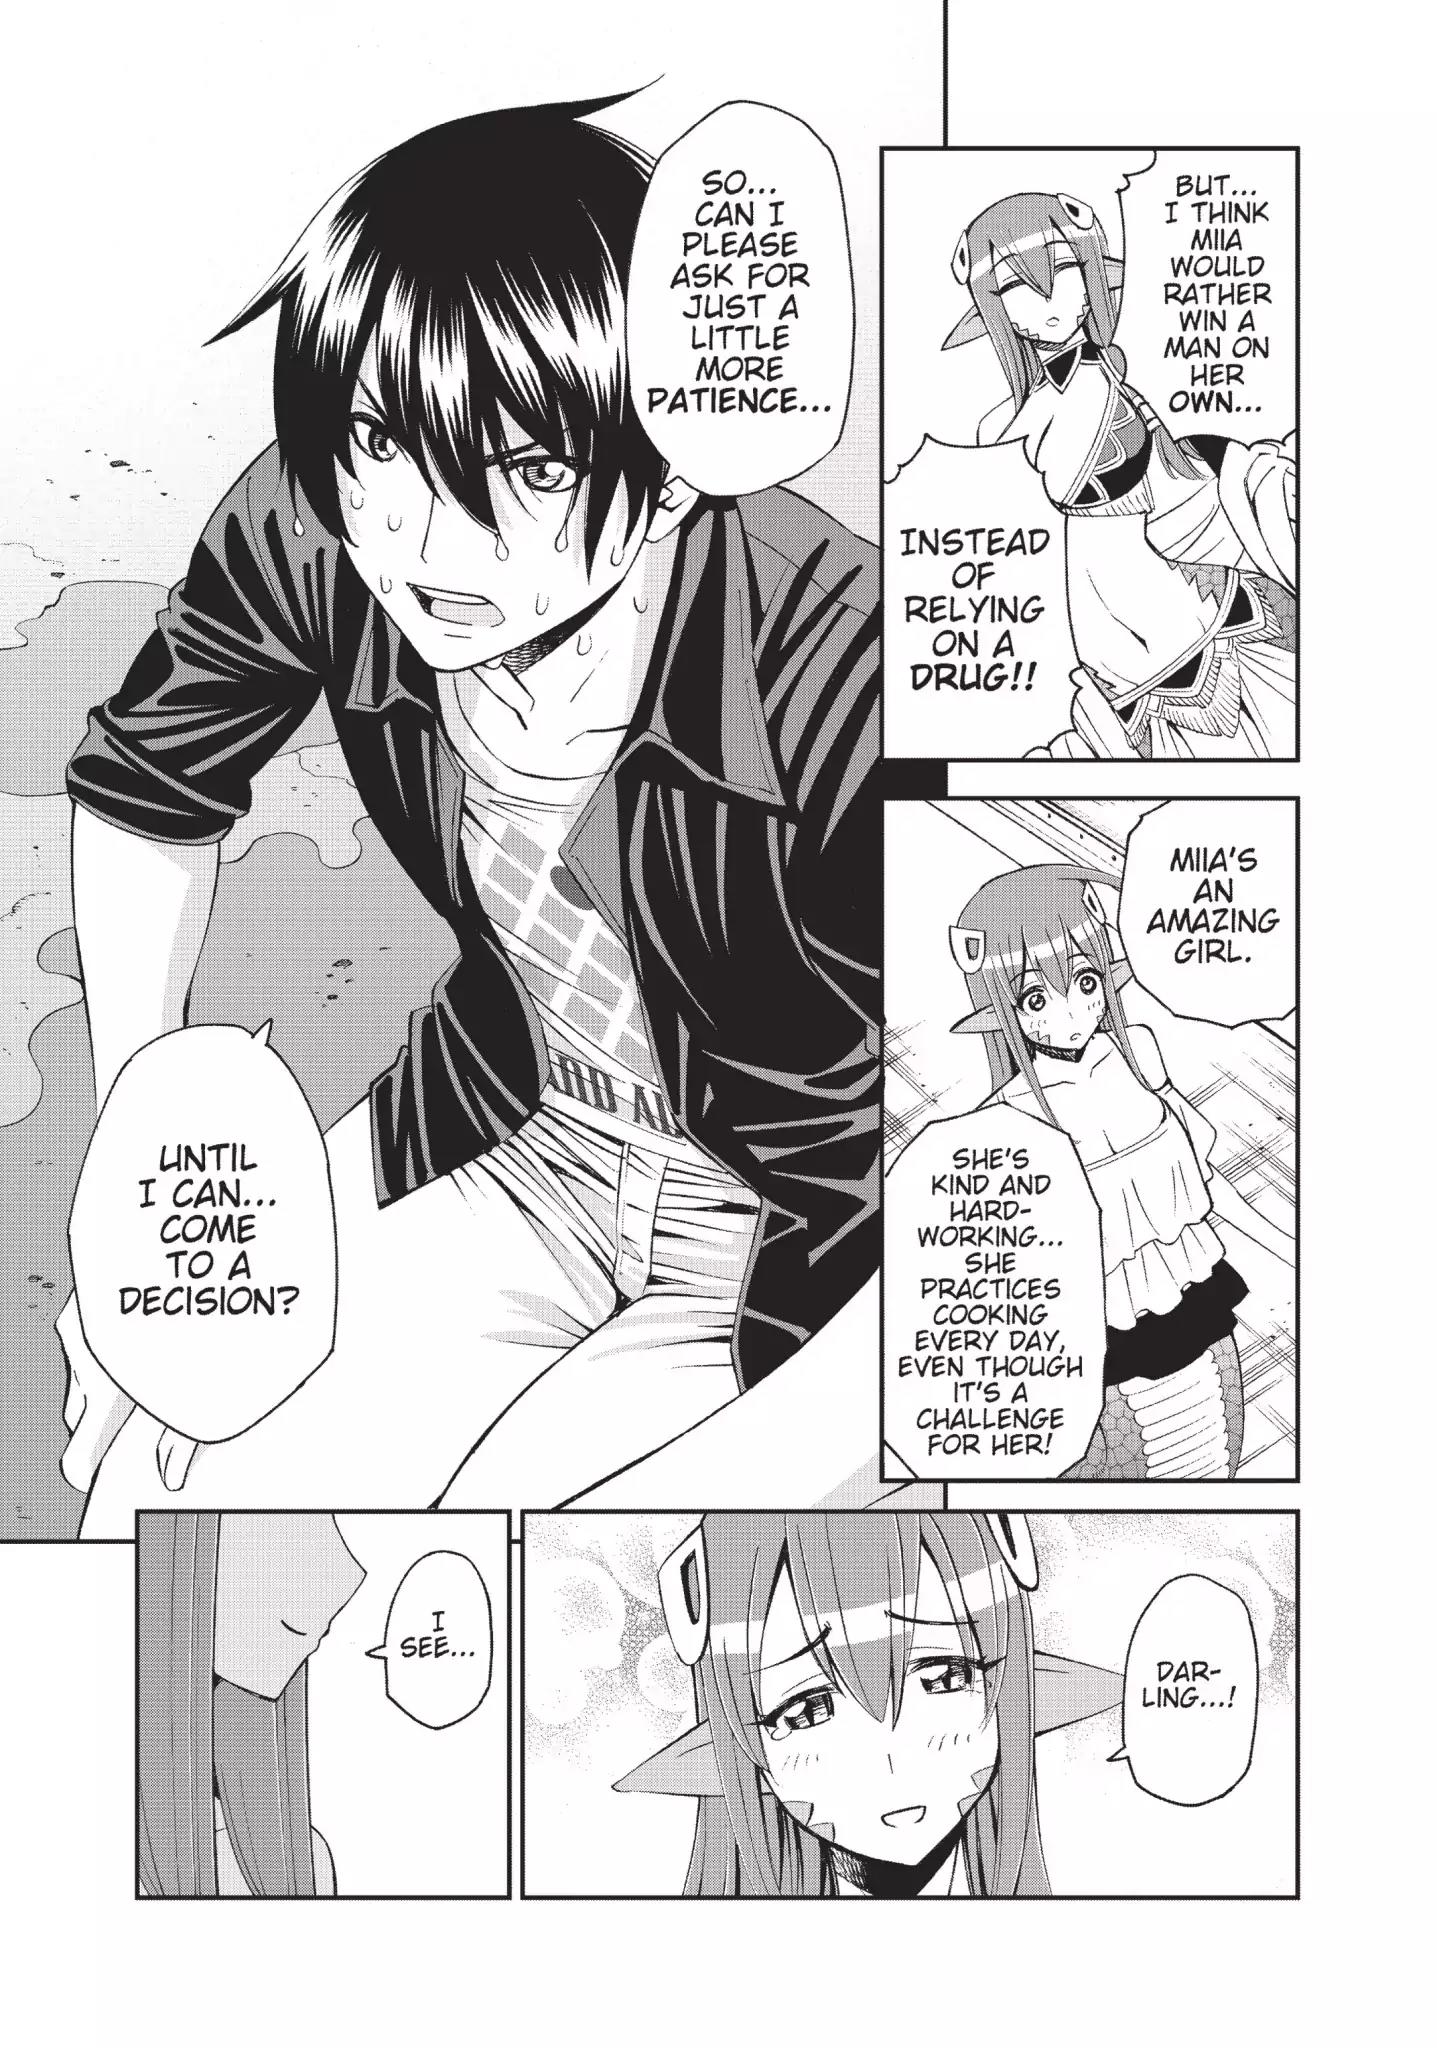 BUT...
I THINK
MIIA
WOULD
RATHER
WIN A
MAN ON
HER
OWN...
INSTEAD
OF
RELYING
ON A
DRUG!!
MIIA'S
AN
AMAZING
GIRL.
SHE'S
KIND AND
HARD-
WORKING...
SHE
PRACTICES
COOKING
EVERY DAY,
EVEN THOUGH
IT'S A
CHALLENGE
FOR HER!
SO...
CAN I
PLEASE
ASK FOR
JUST A
LITTLE
MORE
PATIENCE...
UNTIL
I CAN...
COME
TO A
DECISION?
DAR-
LING...!
I
SEE...